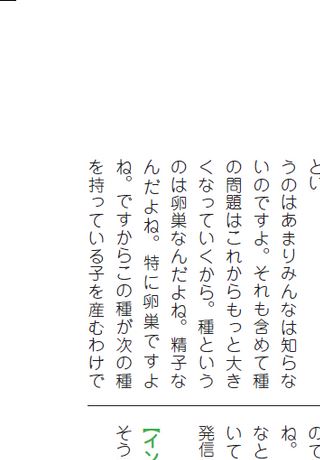 とい
うのはあまりみんなは知らな
いのですよ。それも含めて種
の問題はこれからもっと大き
くなっていくから。種という
のは卵巣なんだよね。精子な
んだよね。特に卵巣ですよ
ね。ですからこの種が次の種
を持っている子を産むわけで
ので
ね。
なと
いて
発信
【イン
そう